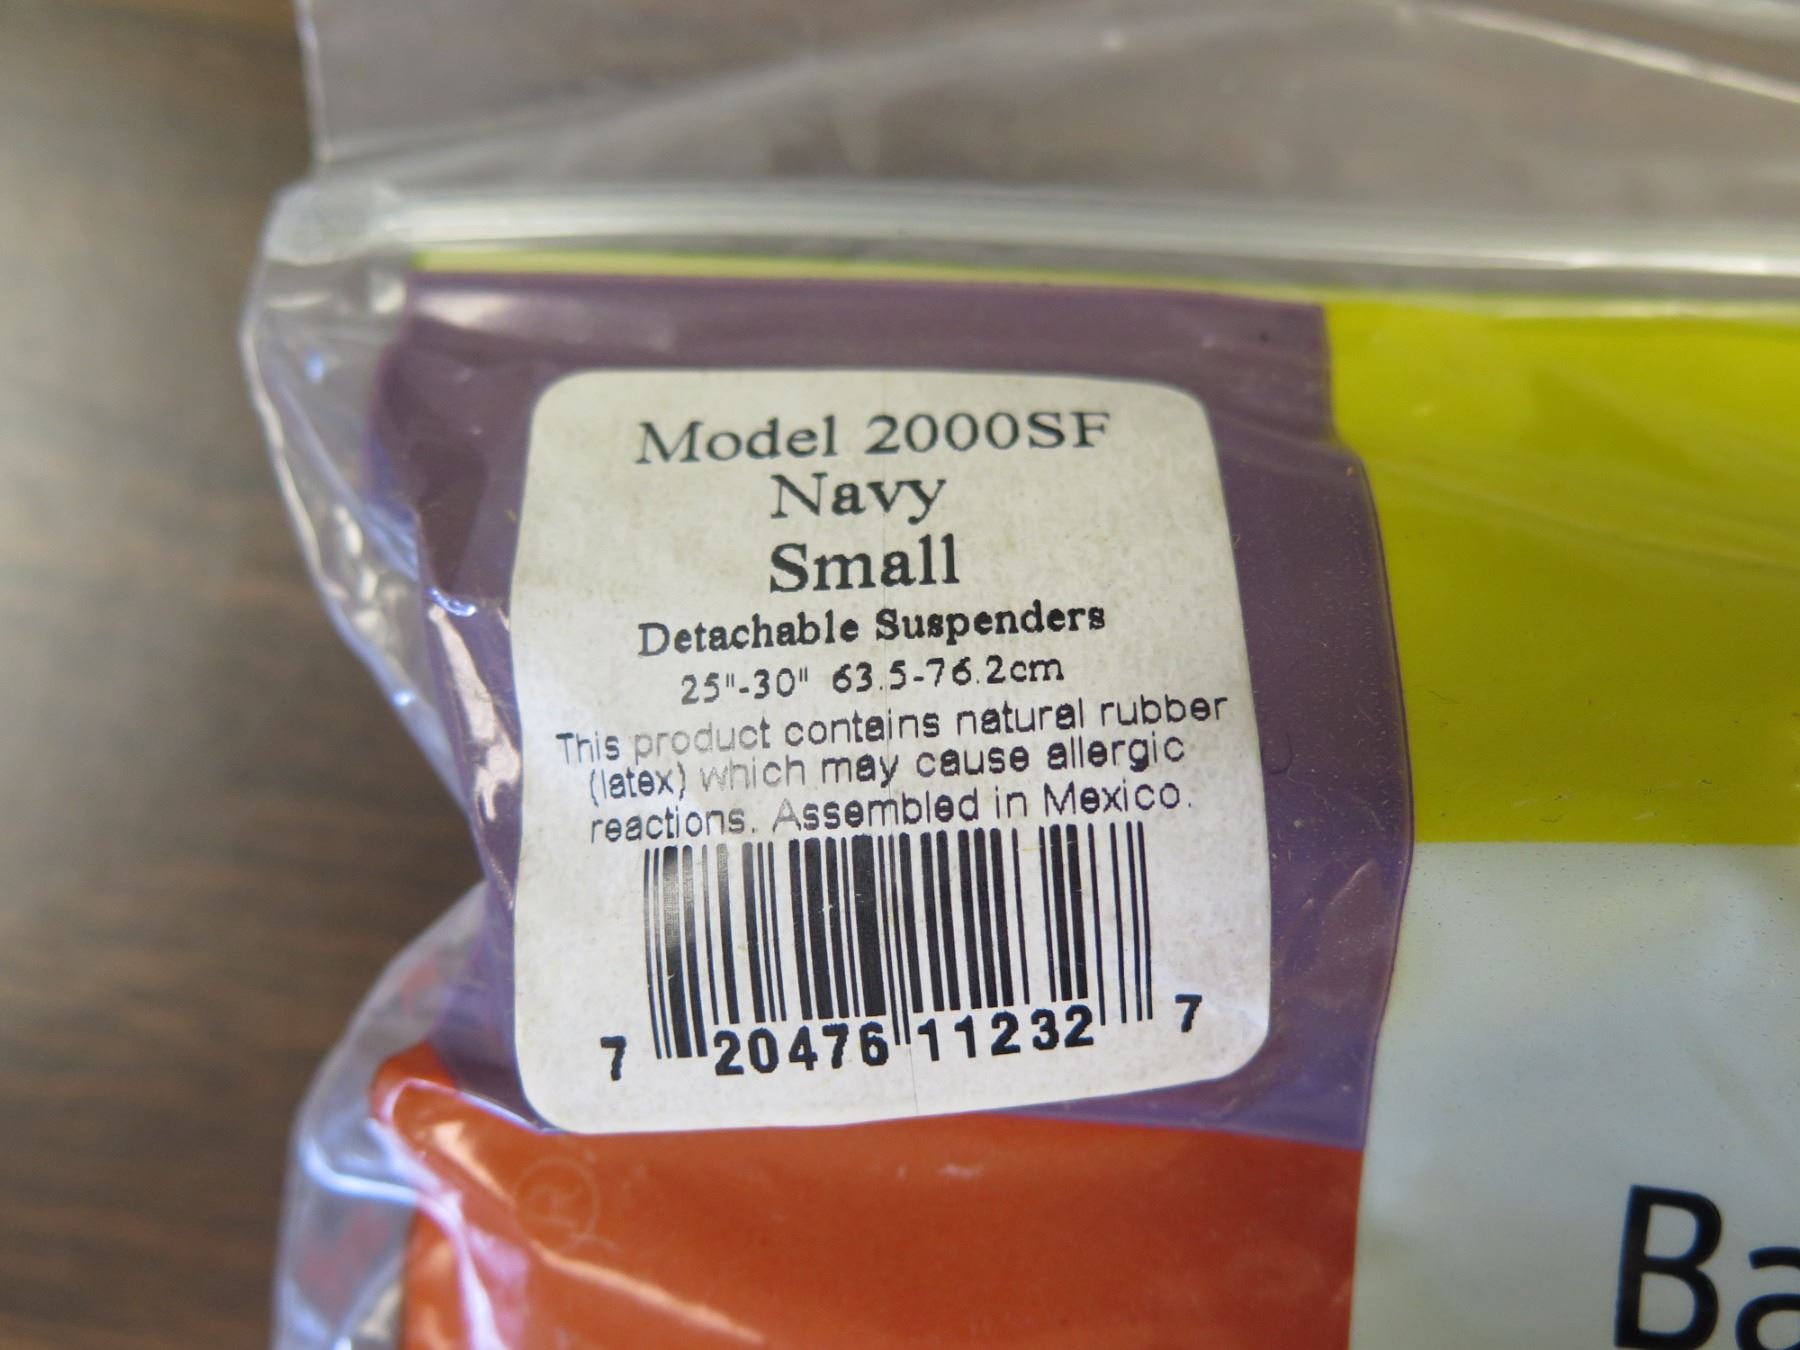 Model 2000SF
Navy
Small
Detachable Suspenders
25"-30" 63.5-76.2cm
This product contains natural rubber
(latex) which may cause allergic
reactions. Assembled in Mexico.
7 20476 11232 7
®
Ba